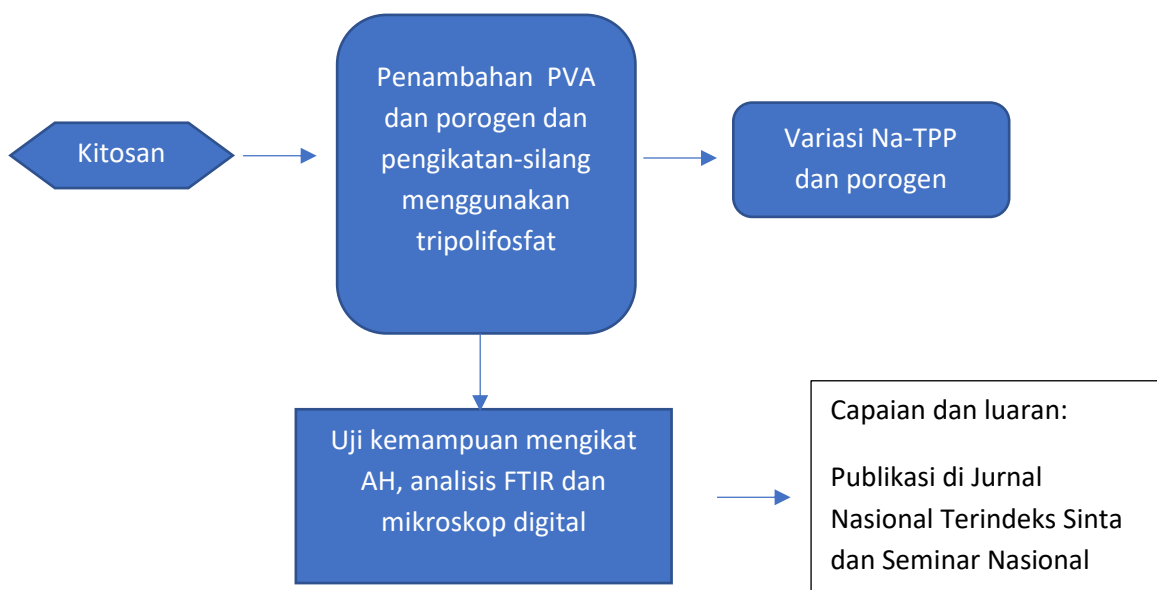 Kitosan
Penambahan PVA
dan porogen dan
pengikatan-silang
menggunakan
tripolifosfat
Variasi Na-TPP
dan porogen
Uji kemampuan mengikat
AH, analisis FTIR dan
mikroskop digital
Capaian dan luaran:
Publikasi di Jurnal
Nasional Terindeks Sinta
dan Seminar Nasional